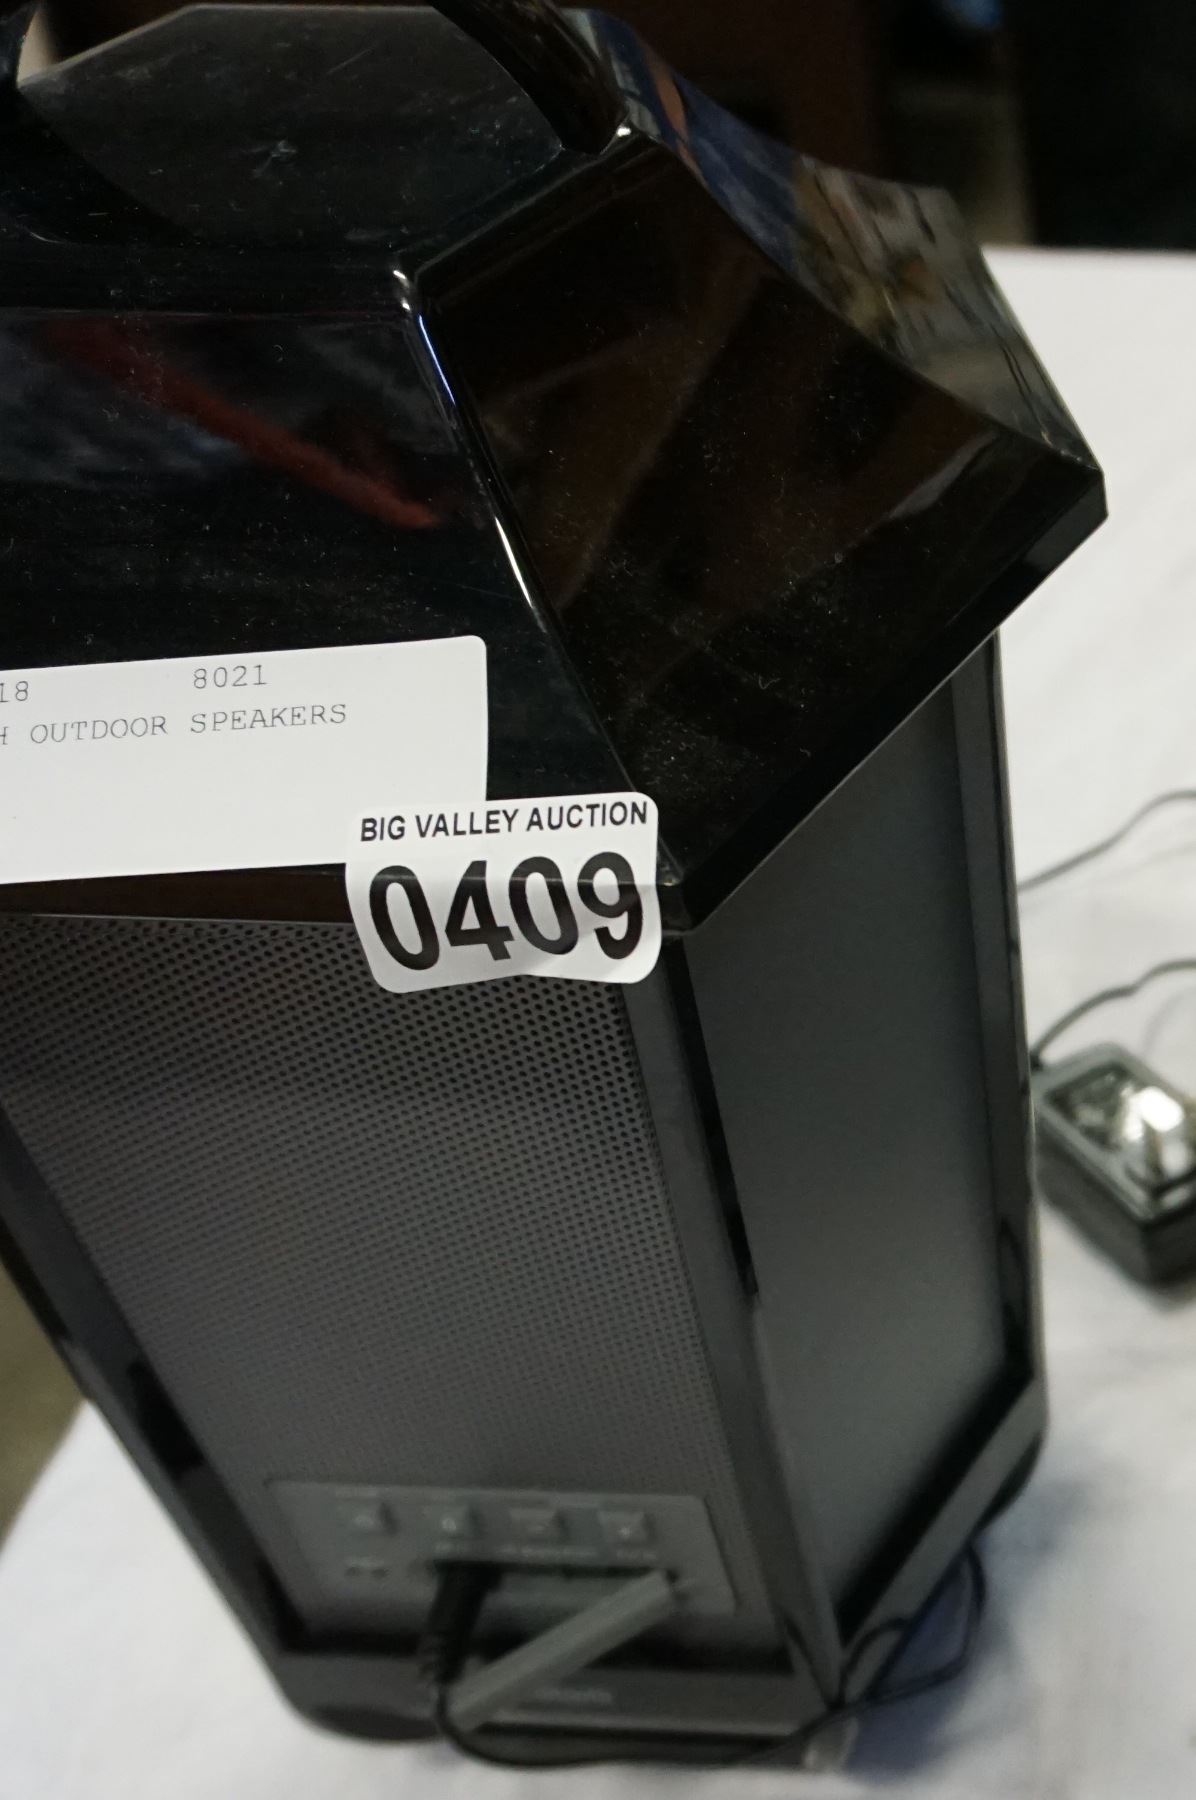 18 8021
H OUTDOOR SPEAKERS
BIG VALLEY AUCTION
0409